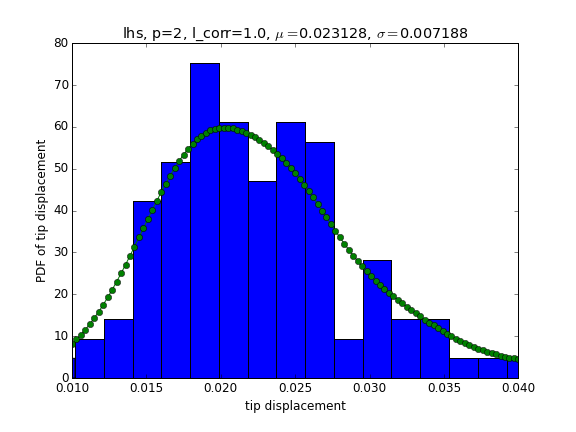 lhs, p=2, l_corr=1.0, μ=0.023128, σ=0.007188
80
70
60
50
40
30
20
10
0
PDF of tip displacement
0.010 0.015 0.020 0.025 0.030 0.035 0.040
tip displacement